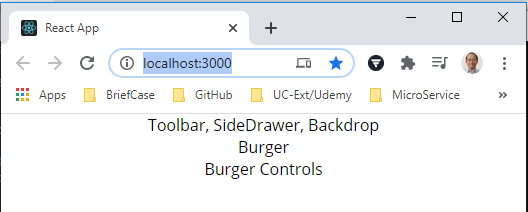 React App
localhost:3000
Apps BriefCase GitHub UC-Ext/Udemy MicroService »
Toolbar, SideDrawer, Backdrop
Burger
Burger Controls